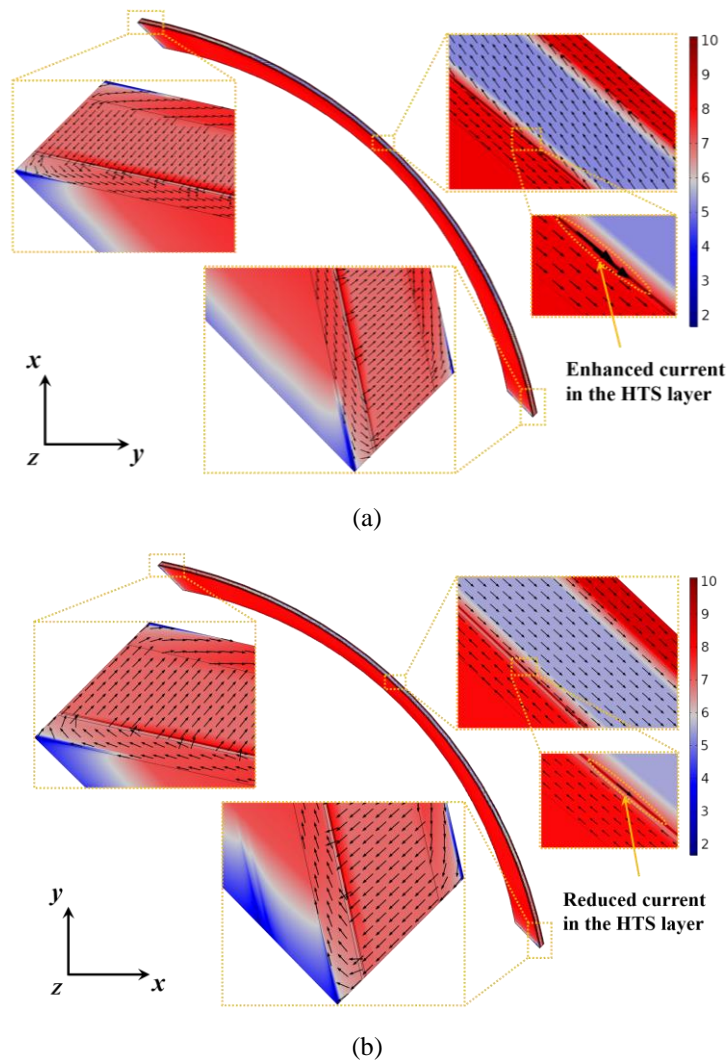 10
9
8
7
6
5
4
3
2
Enhanced current
in the HTS layer
x
z
y
(a)
10
9
8
7
6
5
4
3
2
Reduced current
in the HTS layer
y
z
x
(b)